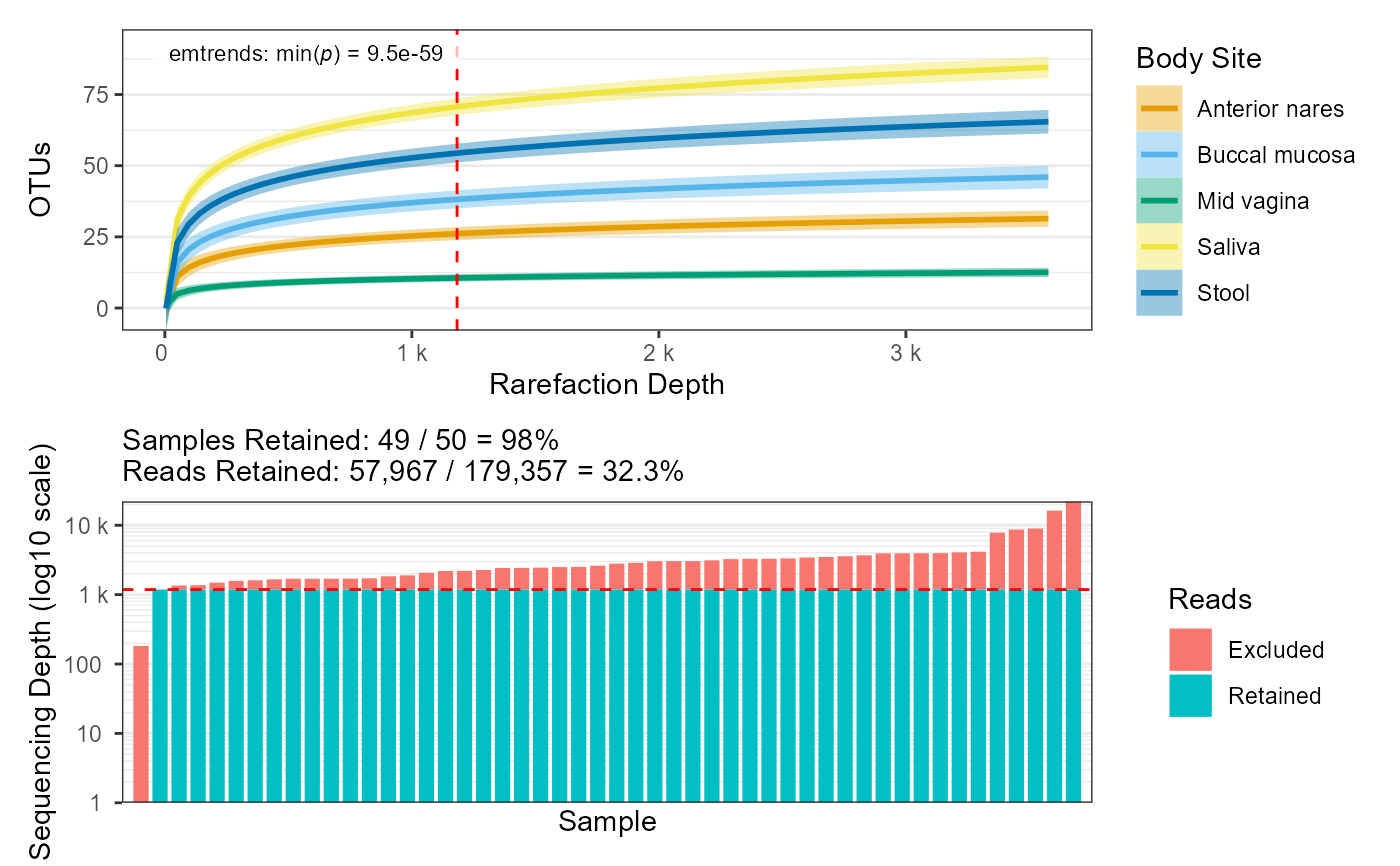 emtrends: min(p) = 9.5e-59
OTUs
75
50
25
0
0
1 k
2 k
3 k
Rarefaction Depth
Body Site
Anterior nares
Buccal mucosa
Mid vagina
Saliva
Stool
Samples Retained: 49 / 50 = 98%
Reads Retained: 57,967 / 179,357 = 32.3%
Sequencing Depth (log10 scale)
10 k
1 k
100
10
1
Sample
Reads
Excluded
Retained